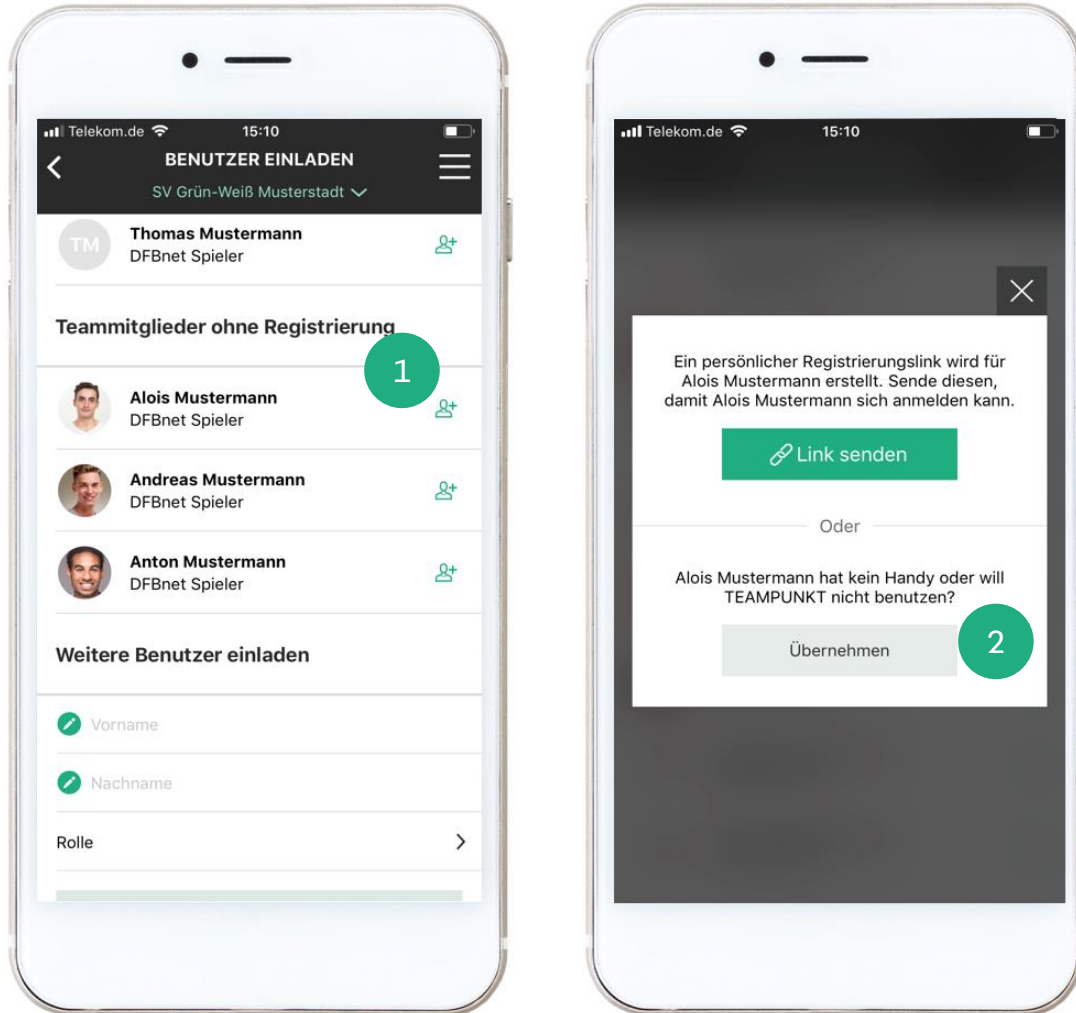 Telekom.de 15:10
BENUTZER EINLADEN
SV Grün-Weiß Musterstadt
TM
Thomas Mustermann
DFBnet Spieler
Teammitglieder ohne Registrierung
1
Alois Mustermann
DFBnet Spieler
Andreas Mustermann
DFBnet Spieler
Anton Mustermann
DFBnet Spieler
Weitere Benutzer einladen
Vorname
Nachname
Rolle
Telekom.de 15:10
Ein persönlicher Registrierungslink wird für
Alois Mustermann erstellt. Sende diesen,
damit Alois Mustermann sich anmelden kann.
Link senden
Oder
Alois Mustermann hat kein Handy oder will
TEAMPUNKT nicht benutzen?
Übernehmen
2